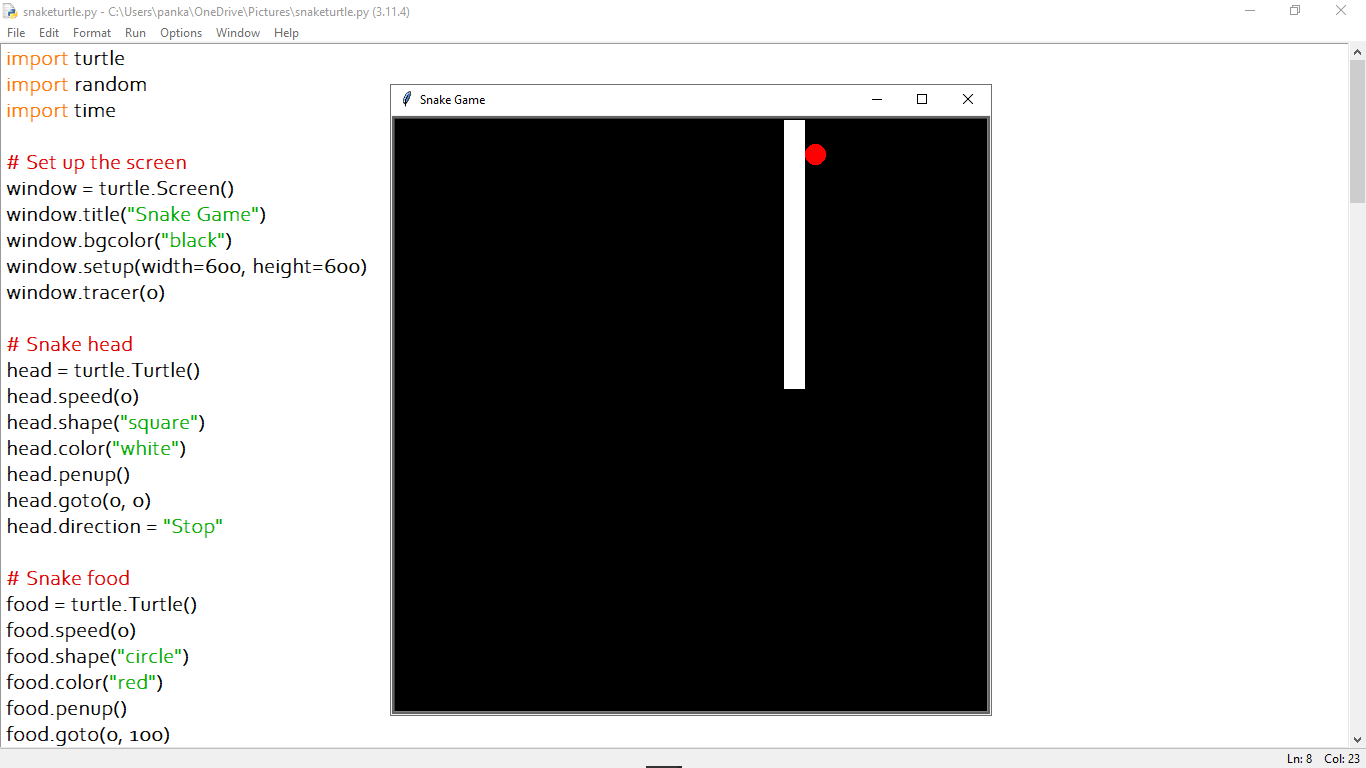 snaketurtle.py - C:\Users\panka\OneDrive\Pictures\snaketurtle.py (3.11.4)
File Edit Format Run Options Window Help
import turtle
import random
import time
# Set up the screen
window = turtle.Screen()
window.title("Snake Game")
window.bgcolor("black")
window.setup(width=600, height=600)
window.tracer(0)
# Snake head
head = turtle.Turtle()
head.speed(0)
head.shape("square")
head.color("white")
head.penup()
head.goto(0, 0)
head.direction = "Stop"
# Snake food
food = turtle.Turtle()
food.speed(0)
food.shape("circle")
food.color("red")
food.penup()
food.goto(0, 100)
Snake Game
Ln: 8 Col: 23